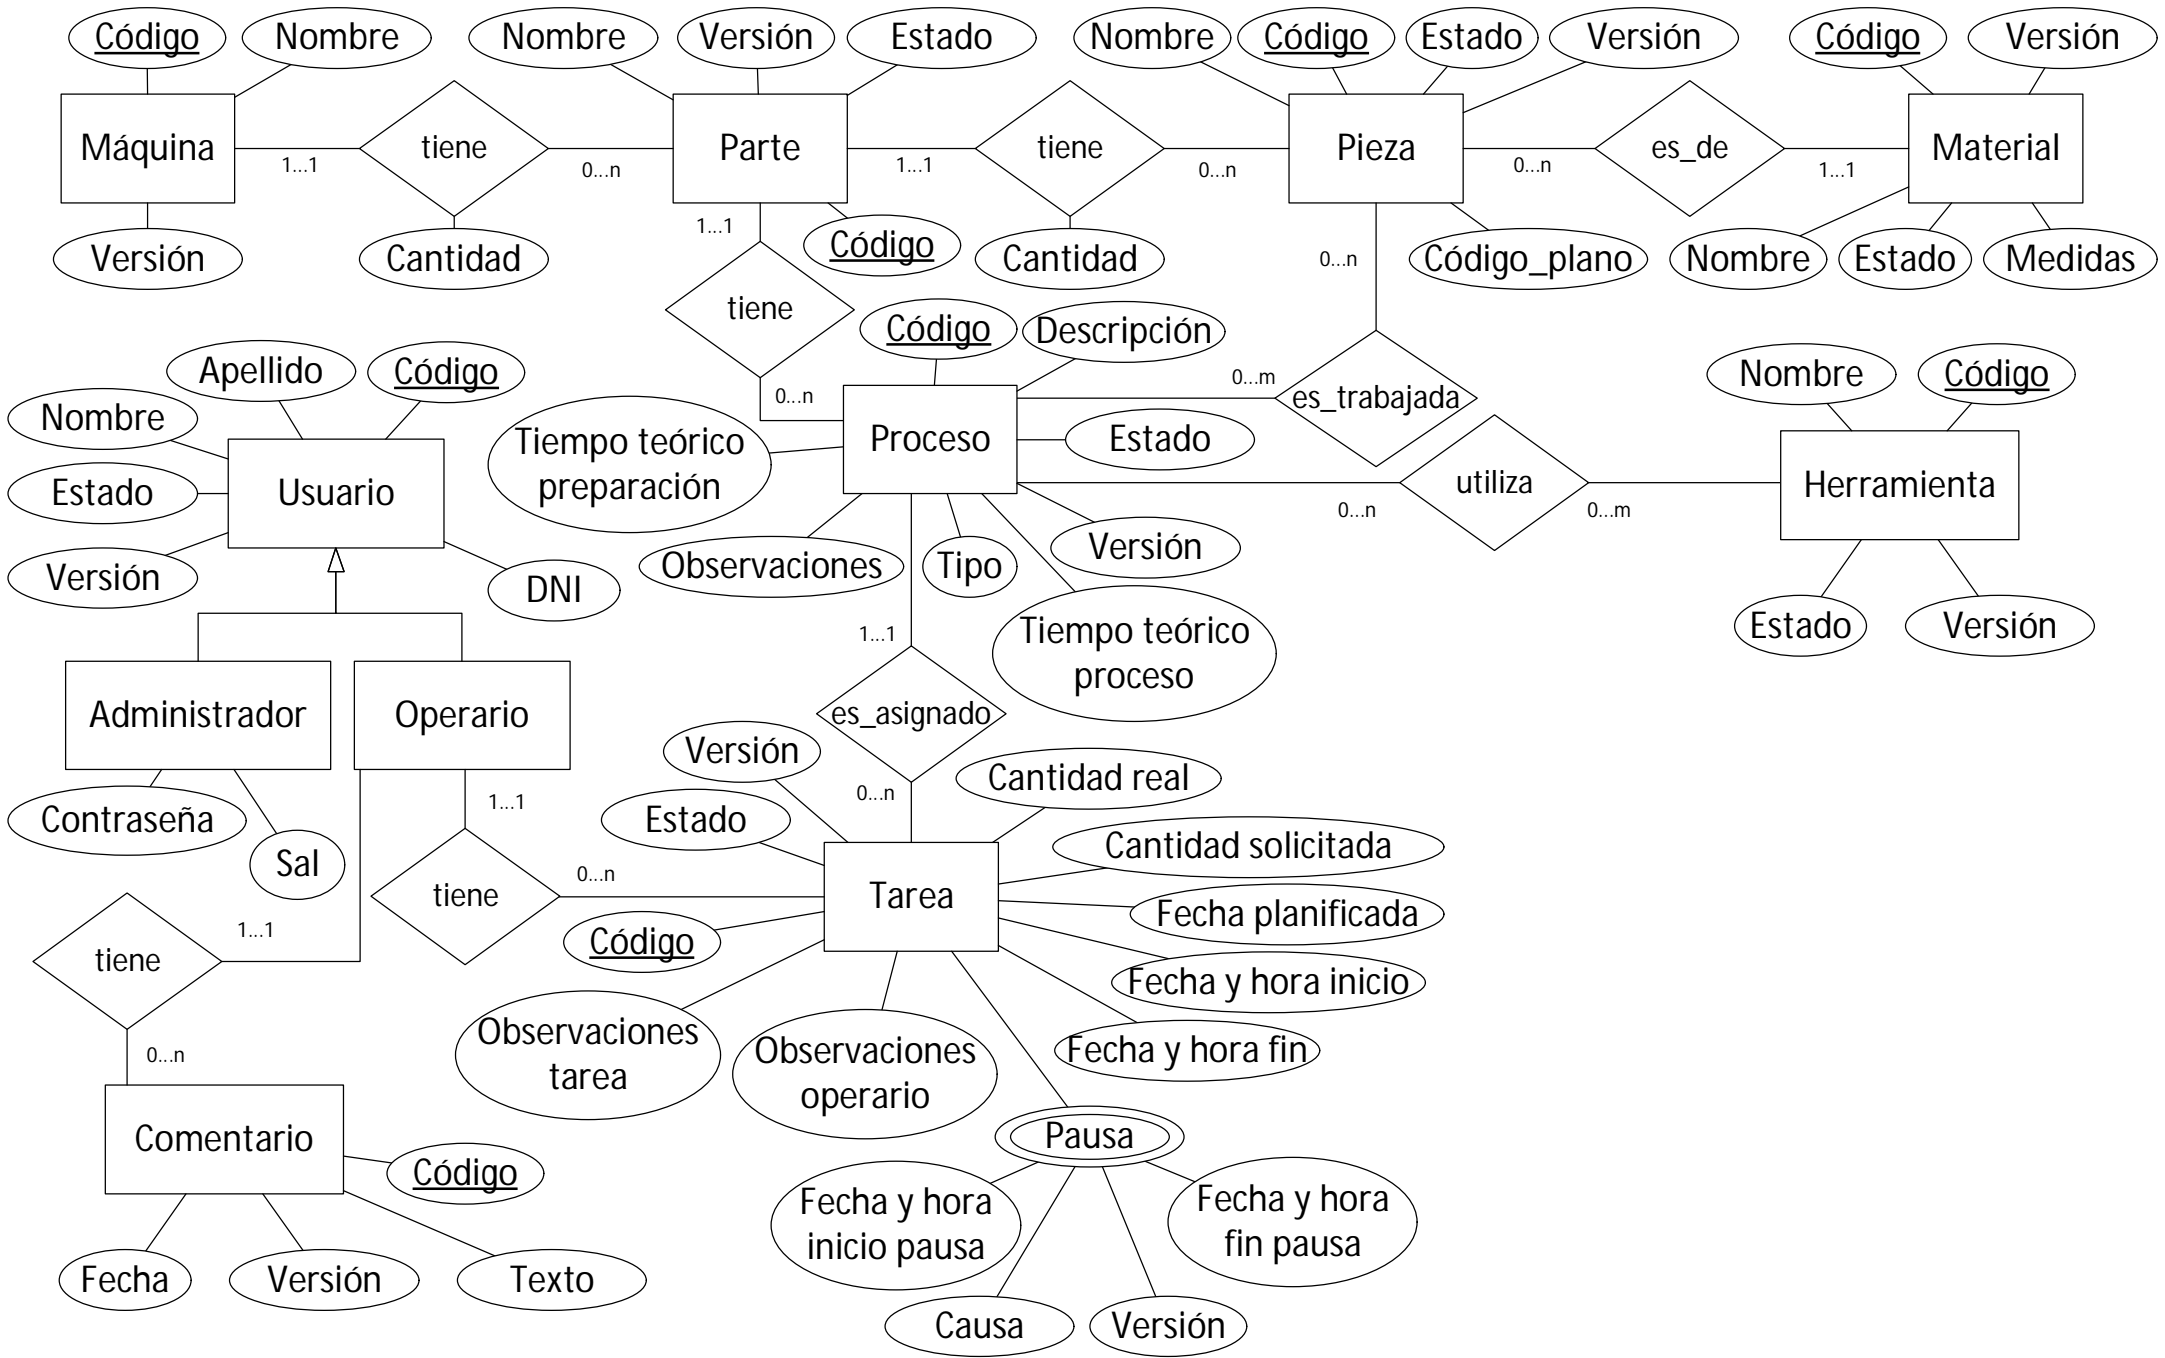 Código
Nombre
Nombre
Versión
Estado
Nombre
Código
Estado
Versión
Código
Versión
Máquina
1...1
tiene
0...n
Parte
1...1
tiene
0...n
Pieza
0...n
es_de
1...1
Material
Versión
Cantidad
1...1
Código
Cantidad
0...n
Código_plano
Nombre
Estado
Medidas
tiene
Código
Descripción
Apellido
Código
Nombre
Código
0...n
0...m
es_trabajada
Nombre
Tiempo teórico
preparación
Proceso
Estado
Estado
Usuario
utiliza
Herramienta
0...n
0...m
Versión
DNI
Observaciones
Tipo
Versión
1...1
Tiempo teórico
proceso
Estado
Versión
Administrador
Operario
es_asignado
Versión
Cantidad real
Contraseña
Sal
1...1
0...n
Estado
Cantidad solicitada
tiene
0...n
Tarea
Fecha planificada
tiene
1...1
Código
Fecha y hora inicio
Observaciones
tarea
Observaciones
operario
Fecha y hora fin
0...n
Comentario
Código
Pausa
Fecha y hora
inicio pausa
Fecha y hora
fin pausa
Fecha
Versión
Texto
Causa
Versión